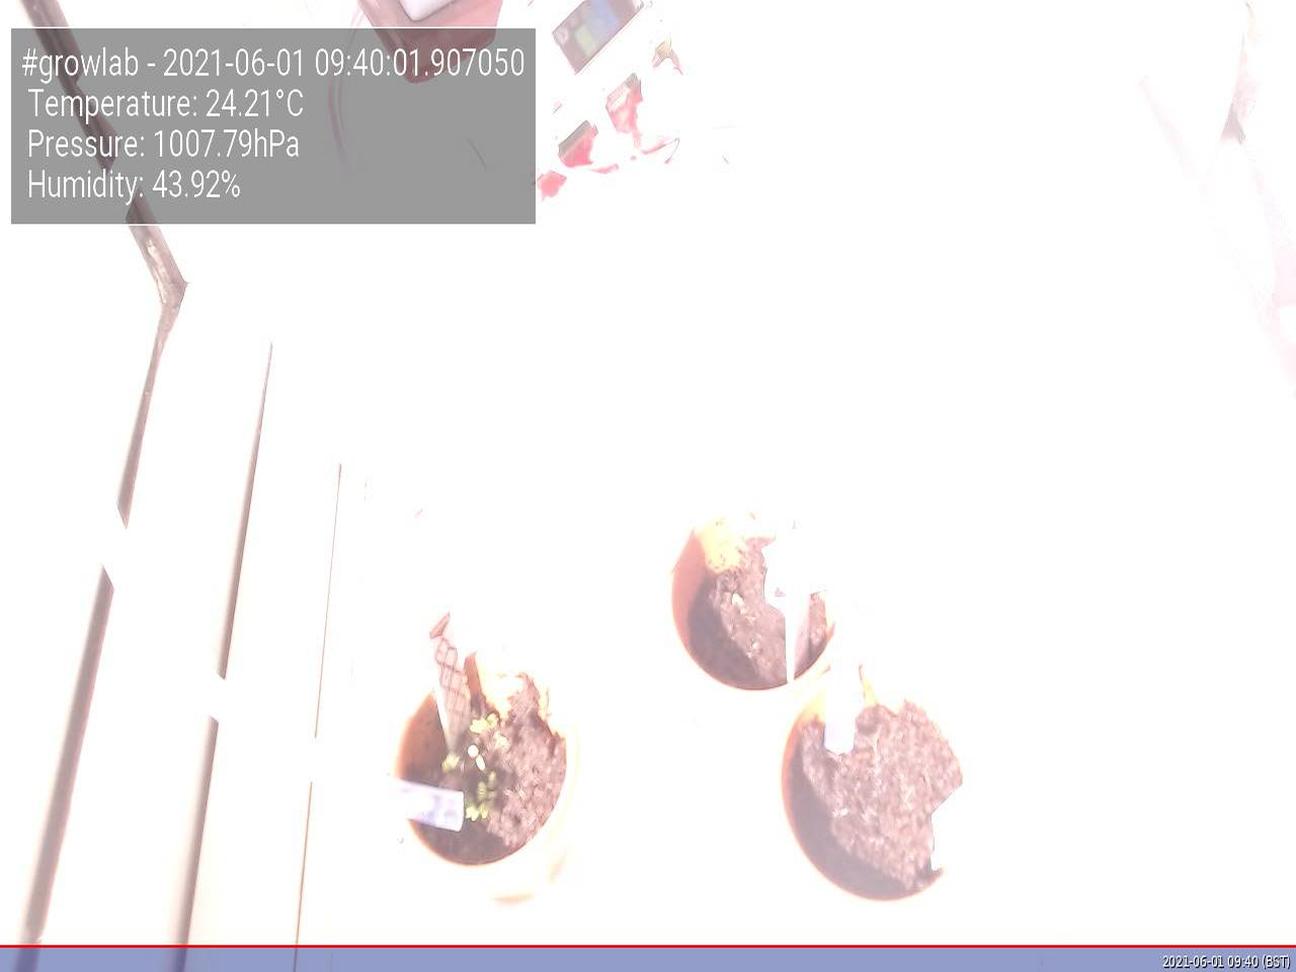 #growlab - 2021-06-01 09:40:01.907050
Temperature: 24.21°C
Pressure: 1007.79hPa
Humidity: 43.92%
2021-06-01 09:40 (BST)